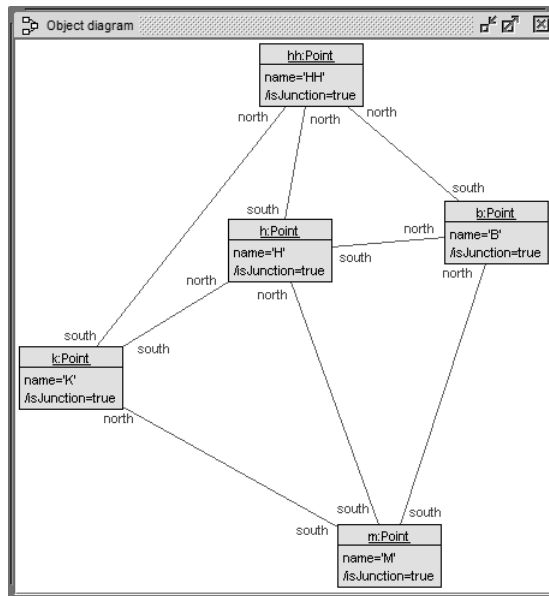 Object diagram
hh:Point
name='HH'
/isJunction=true
north
north
north
south
south
h:Point
name='H'
/isJunction=true
north
south
b:Point
name='B'
/isJunction=true
north
north
north
south
south
k:Point
name='K'
/isJunction=true
north
south
south
south
m:Point
name='M'
/isJunction=true